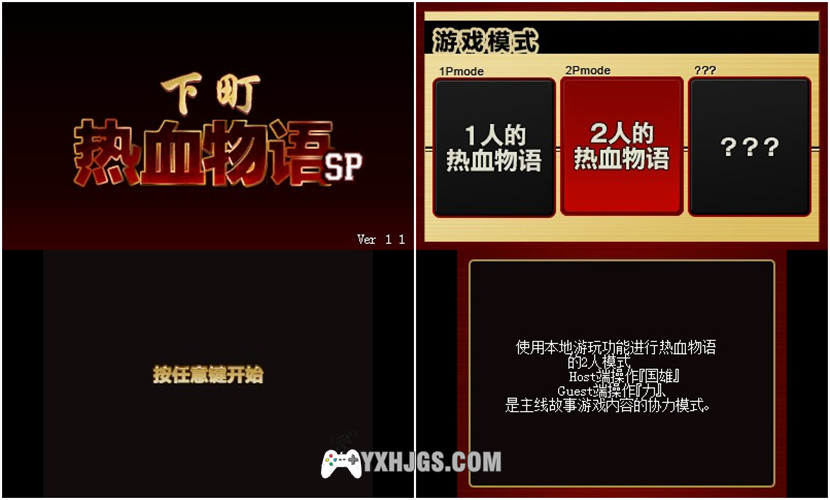 下町
热血物语SP
Ver 1 1
按任意键开始
游戏模式
1Pmode
2Pmode
???
1人的
热血物语
2人的
热血物语
???
使用本地游玩功能进行热血物语
的2人模式
Host端操作『国雄』
Guest端操作『力』、
是主线故事游戏内容的协力模式。
YXHJGS.COM